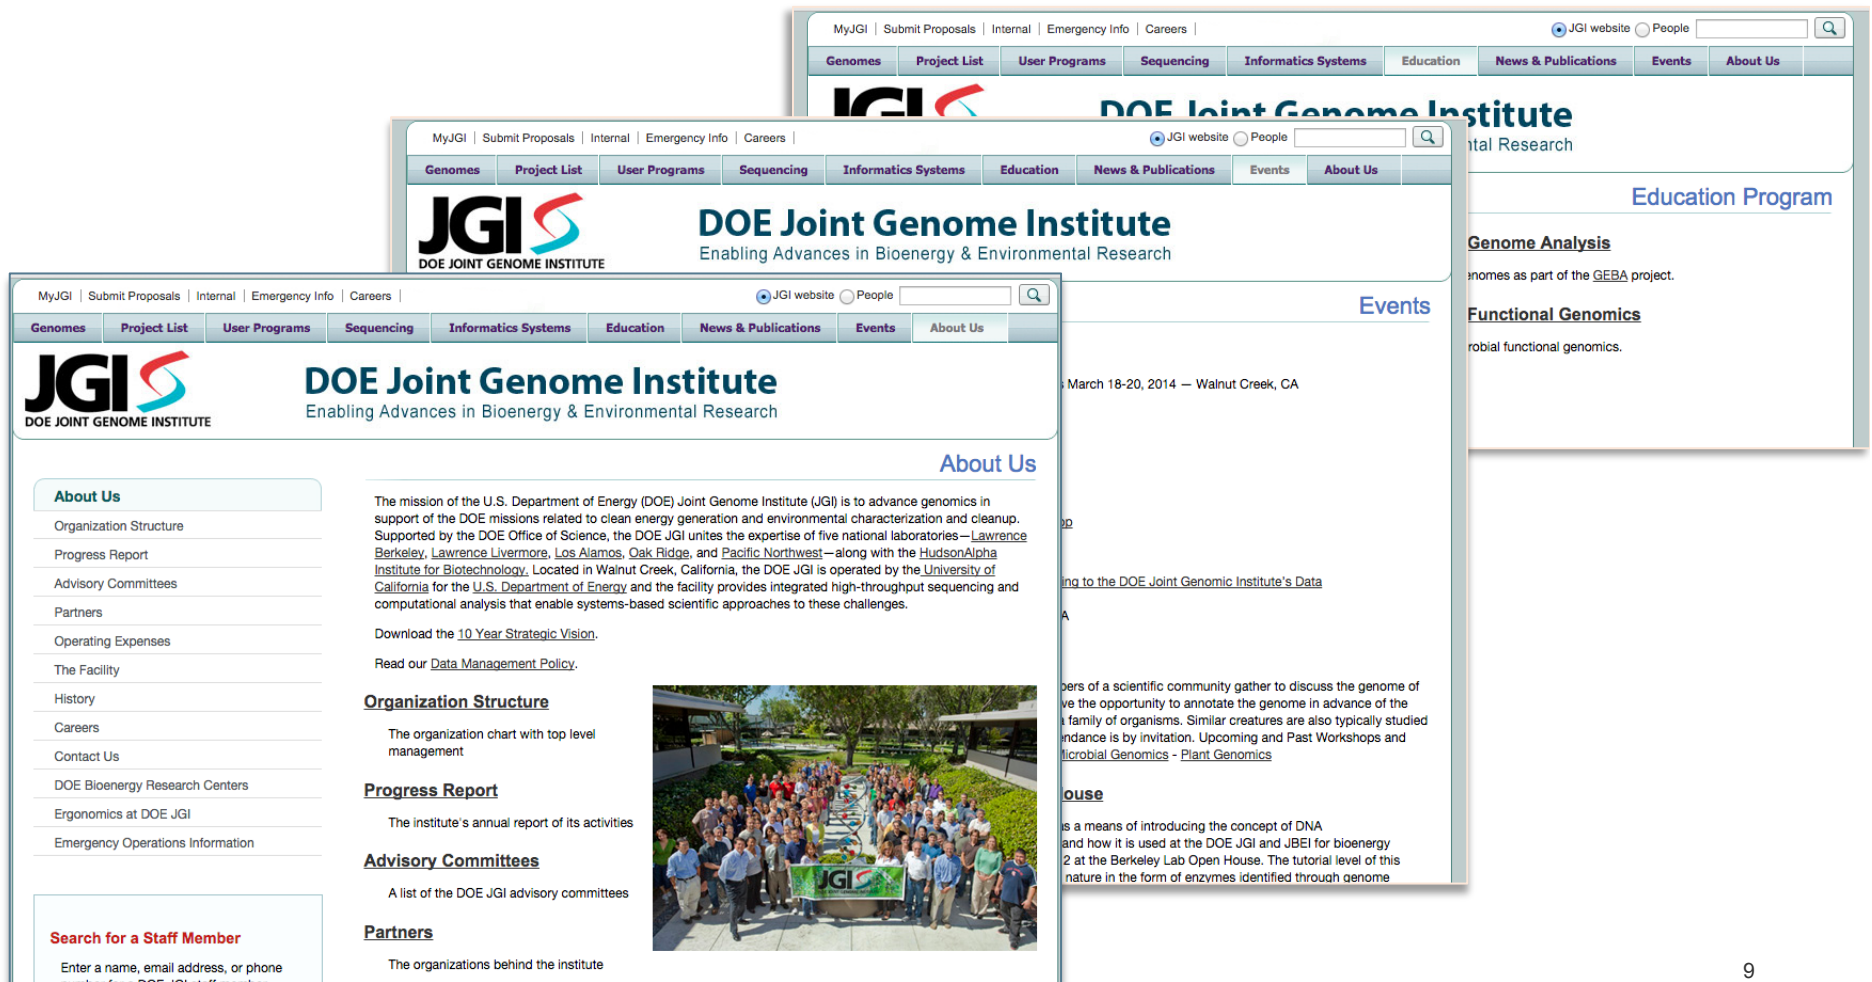 MyJGI | Submit Proposals | Internal | Emergency Info | Careers |
JGI website People
Genomes Project List User Programs Sequencing Informatics Systems Education News & Publications Events About Us
JGI
DOE Joint Genome Institute
ntal Research
Education Program
Genome Analysis
enomes as part of the GEBA project.
Functional Genomics
robial functional genomics.
MyJGI | Submit Proposals | Internal | Emergency Info | Careers |
JGI website People
Genomes Project List User Programs Sequencing Informatics Systems Education News & Publications Events About Us
JGI
DOE JOINT GENOME INSTITUTE
DOE Joint Genome Institute
Enabling Advances in Bioenergy & Environmental Research
Events
March 18-20, 2014 — Walnut Creek, CA
op
ing to the DOE Joint Genomic Institute's Data
A
bers of a scientific community gather to discuss the genome of
ve the opportunity to annotate the genome in advance of the
family of organisms. Similar creatures are also typically studied
endance is by invitation. Upcoming and Past Workshops and
Microbial Genomics - Plant Genomics
ouse
s a means of introducing the concept of DNA
and how it is used at the DOE JGI and JBEI for bioenergy
2 at the Berkeley Lab Open House. The tutorial level of this
nature in the form of enzymes identified through genome
MyJGI | Submit Proposals | Internal | Emergency Info | Careers |
JGI website People
Genomes Project List User Programs Sequencing Informatics Systems Education News & Publications Events About Us
JGI
DOE JOINT GENOME INSTITUTE
DOE Joint Genome Institute
Enabling Advances in Bioenergy & Environmental Research
About Us
About Us
Organization Structure
Progress Report
Advisory Committees
Partners
Operating Expenses
The Facility
History
Careers
Contact Us
DOE Bioenergy Research Centers
Ergonomics at DOE JGI
Emergency Operations Information
Search for a Staff Member
Enter a name, email address, or phone
The mission of the U.S. Department of Energy (DOE) Joint Genome Institute (JGI) is to advance genomics in
support of the DOE missions related to clean energy generation and environmental characterization and cleanup.
Supported by the DOE Office of Science, the DOE JGI unites the expertise of five national laboratories—Lawrence
Berkeley, Lawrence Livermore, Los Alamos, Oak Ridge, and Pacific Northwest—along with the HudsonAlpha
Institute for Biotechnology. Located in Walnut Creek, California, the DOE JGI is operated by the University of
California for the U.S. Department of Energy and the facility provides integrated high-throughput sequencing and
computational analysis that enable systems-based scientific approaches to these challenges.
Download the 10 Year Strategic Vision.
Read our Data Management Policy.
Organization Structure
The organization chart with top level
management
Progress Report
The institute's annual report of its activities
Advisory Committees
A list of the DOE JGI advisory committees
Partners
The organizations behind the institute
JGI
9